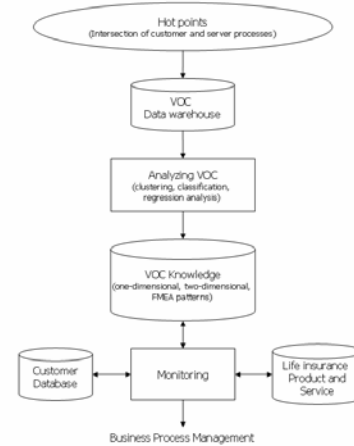 Hot points
(Intersection of customer and server processes)
VOC
Data warehouse
Analyzing VOC
(clustering, classification,
regression analysis)
VOC Knowledge
(one-dimensional, two-dimensional,
FMEA patterns)
Customer
Database
Monitoring
Life insurance
Product and
Service
Business Process Management